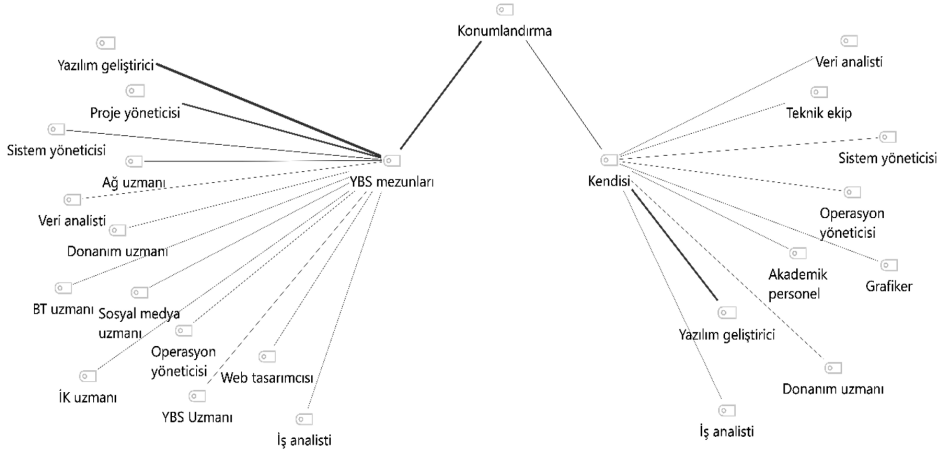 Konumlandırma
Yazılım geliştirici
Proje yöneticisi
Sistem yöneticisi
Ağ uzmanı
YBS mezunları
Veri analisti
Donanım uzmanı
BT uzmanı
Sosyal medya
uzmanı
Operasyon
yöneticisi
İK uzmanı
Web tasarımcısı
YBS Uzmanı
İş analisti
Kendisi
Veri analisti
Teknik ekip
Sistem yöneticisi
Operasyon
yöneticisi
Akademik
personel
Grafiker
Yazılım geliştirici
Donanım uzmanı
İş analisti